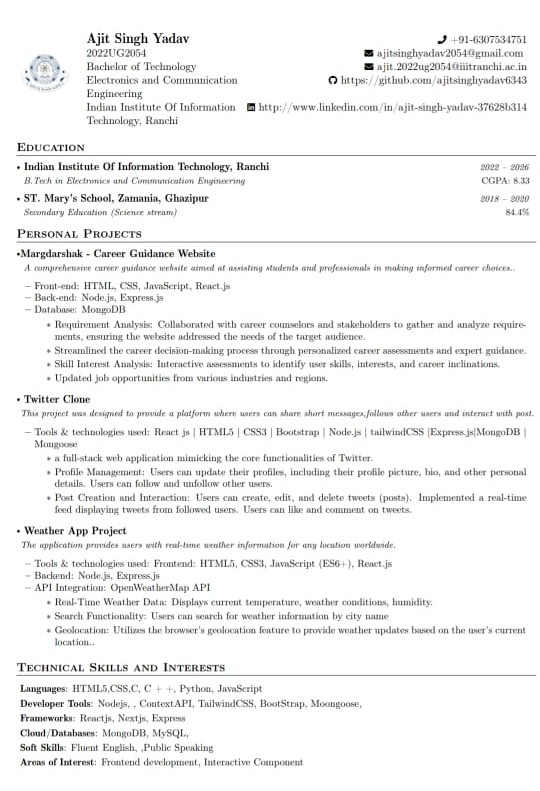 Ajit Singh Yadav
2022UG2054
Bachelor of Technology
Electronics and Communication
Engineering
Indian Institute Of Information
Technology, Ranchi
+91-6307534751
ajitsinghyadav2054@gmail.com
ajit.2022ug2054@iiitranchi.ac.in
https://github.com/ajitsinghyadav6343
http://www.linkedin.com/in/ajit-singh-yadav-37628b314
Education
• Indian Institute Of Information Technology, Ranchi 2022 – 2026
B.Tech in Electronics and Communication Engineering CGPA: 8.33
• ST. Mary's School, Zamania, Ghazipur 2018 – 2020
Secondary Education (Science stream) 84.4%
Personal Projects
•Margdarshak - Career Guidance Website
A comprehensive career guidance website aimed at assisting students and professionals in making informed career choices..
– Front-end: HTML, CSS, JavaScript, React.js
– Back-end: Node.js, Express.js
– Database: MongoDB
∗ Requirement Analysis: Collaborated with career counselors and stakeholders to gather and analyze require-
ments, ensuring the website addressed the needs of the target audience.
∗ Streamlined the career decision-making process through personalized career assessments and expert guidance.
∗ Skill Interest Analysis: Interactive assessments to identify user skills, interests, and career inclinations.
∗ Updated job opportunities from various industries and regions.
• Twitter Clone
This project was designed to provide a platform where users can share short messages,follows other users and interact with post.
– Tools & technologies used: React js | HTML5 | CSS3 | Bootstrap | Node.js | tailwindCSS |Express.js|MongoDB |
Mongoose
∗ a full-stack web application mimicking the core functionalities of Twitter.
∗ Profile Management: Users can update their profiles, including their profile picture, bio, and other personal
details. Users can follow and unfollow other users.
∗ Post Creation and Interaction: Users can create, edit, and delete tweets (posts). Implemented a real-time
feed displaying tweets from followed users. Users can like and comment on tweets.
• Weather App Project
The application provides users with real-time weather information for any location worldwide.
– Tools & technologies used: Frontend: HTML5, CSS3, JavaScript (ES6+), React.js
– Backend: Node.js, Express.js
– API Integration: OpenWeatherMap API
∗ Real-Time Weather Data: Displays current temperature, weather conditions, humidity.
∗ Search Functionality: Users can search for weather information by city name
∗ Geolocation: Utilizes the browser's geolocation feature to provide weather updates based on the user's current
location..
Technical Skills and Interests
Languages: HTML5,CSS,C, C + +, Python, JavaScript
Developer Tools: Nodejs, , ContextAPI, TailwindCSS, BootStrap, Moongoose,
Frameworks: Reactjs, Nextjs, Express
Cloud/Databases: MongoDB, MySQL,
Soft Skills: Fluent English, ,Public Speaking
Areas of Interest: Frontend development, Interactive Component